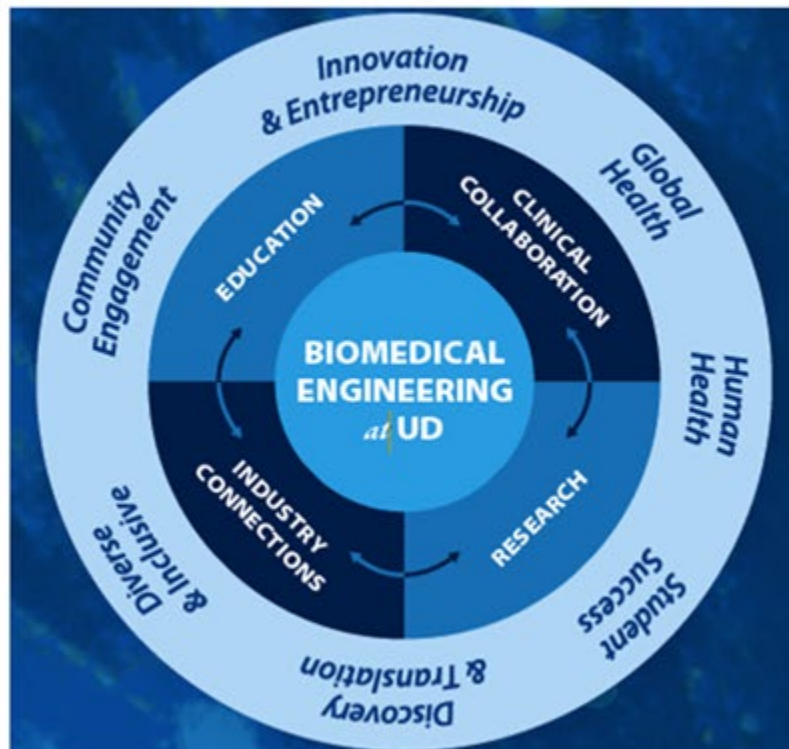 Innovation
& Entrepreneurship
Global
Health
Human
Health
Student
Success
Discovery
& Translation
Diverse
& Inclusive
Community
Engagement
EDUCATION
CLINICAL
COLLABORATION
RESEARCH
INDUSTRY
CONNECTIONS
BIOMEDICAL
ENGINEERING
at UD